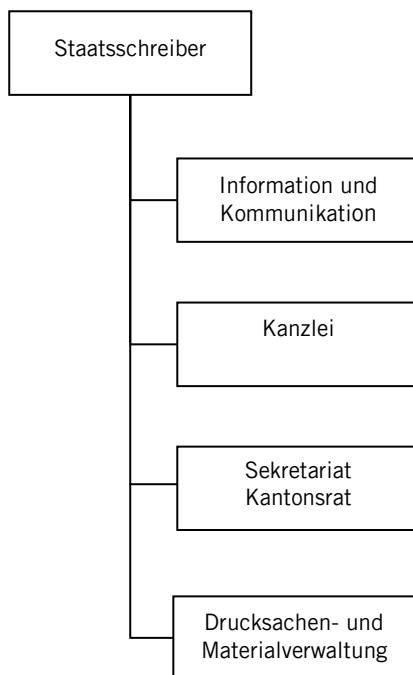 Staatsschreiber
Information und
Kommunikation
Kanzlei
Sekretariat
Kantonsrat
Drucksachen- und
Materialverwaltung